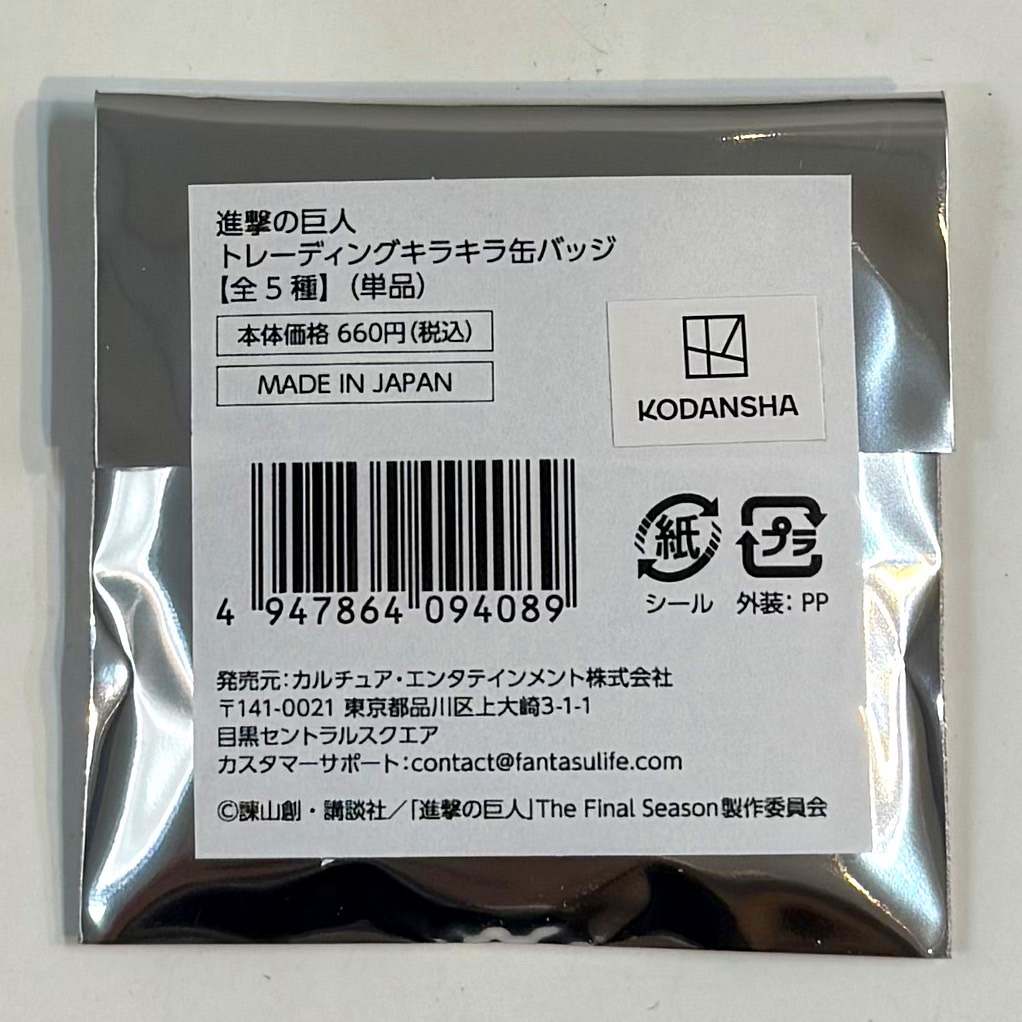 進撃の巨人
トレーディングキラキラ缶バッジ
【全５種】（単品）
本体価格 660円（税込）
MADE IN JAPAN
KODANSHA
4 947864 094089
紙
プラ
シール 外装：PP
発売元：カルチュア・エンタテインメント株式会社
〒141-0021 東京都品川区上大崎3-1-1
目黒セントラルスクエア
カスタマーサポート：contact@fantasulife.com
©諫山創・講談社／「進撃の巨人」The Final Season製作委員会